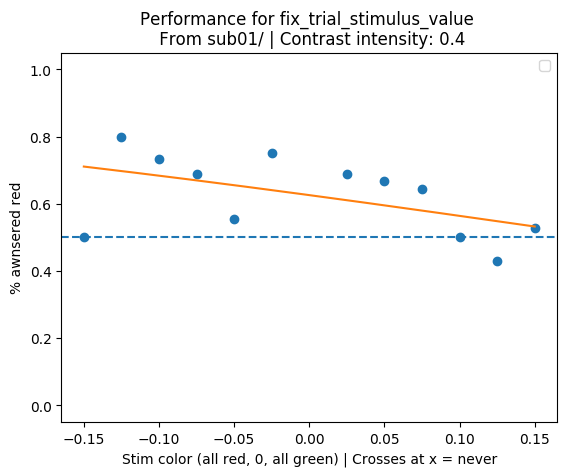 Performance for fix_trial_stimulus_value
From sub01/ | Contrast intensity: 0.4
1.0
0.8
0.6
0.4
0.2
0.0
% awnsered red
−0.15 −0.10 −0.05 0.00 0.05 0.10 0.15
Stim color (all red, 0, all green) | Crosses at x = never